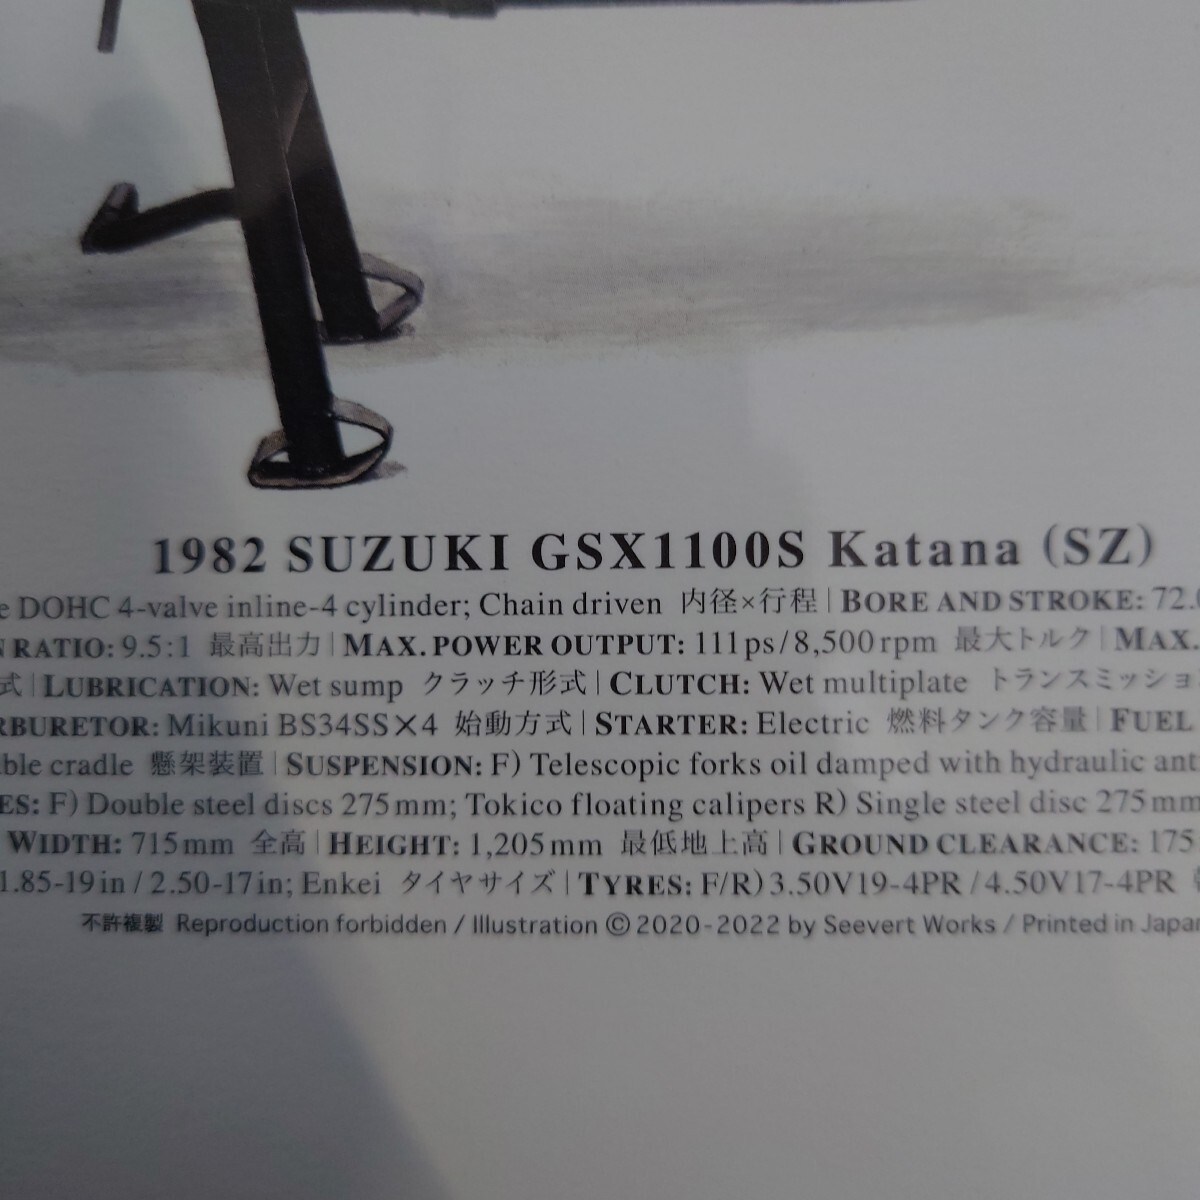 1982 SUZUKI GSX1100S Katana (SZ)
e DOHC 4-valve inline-4 cylinder; Chain driven 内径×行程 | BORE AND STROKE: 72.0
N RATIO: 9.5:1 最高出力 | MAX. POWER OUTPUT: 111ps/8,500rpm 最大トルク | MAX.
式 | LUBRICATION: Wet sump クラッチ形式 | CLUTCH: Wet multiplate トランスミッショ
ARBURETOR: Mikuni BS34SS×4 始動方式 | STARTER: Electric 燃料タンク容量 | FUEL
ble cradle 懸架装置 | SUSPENSION: F) Telescopic forks oil damped with hydraulic ant
ES: F) Double steel discs 275mm; Tokico floating calipers R) Single steel disc 275mm
WIDTH: 715mm 全高 | HEIGHT: 1,205mm 最低地上高 | GROUND CLEARANCE: 175
1.85-19in / 2.50-17in; Enkei タイヤサイズ | TYRES: F/R) 3.50V19-4PR / 4.50V17-4PR
不許複製 Reproduction forbidden / Illustration © 2020-2022 by Seevert Works / Printed in Japan